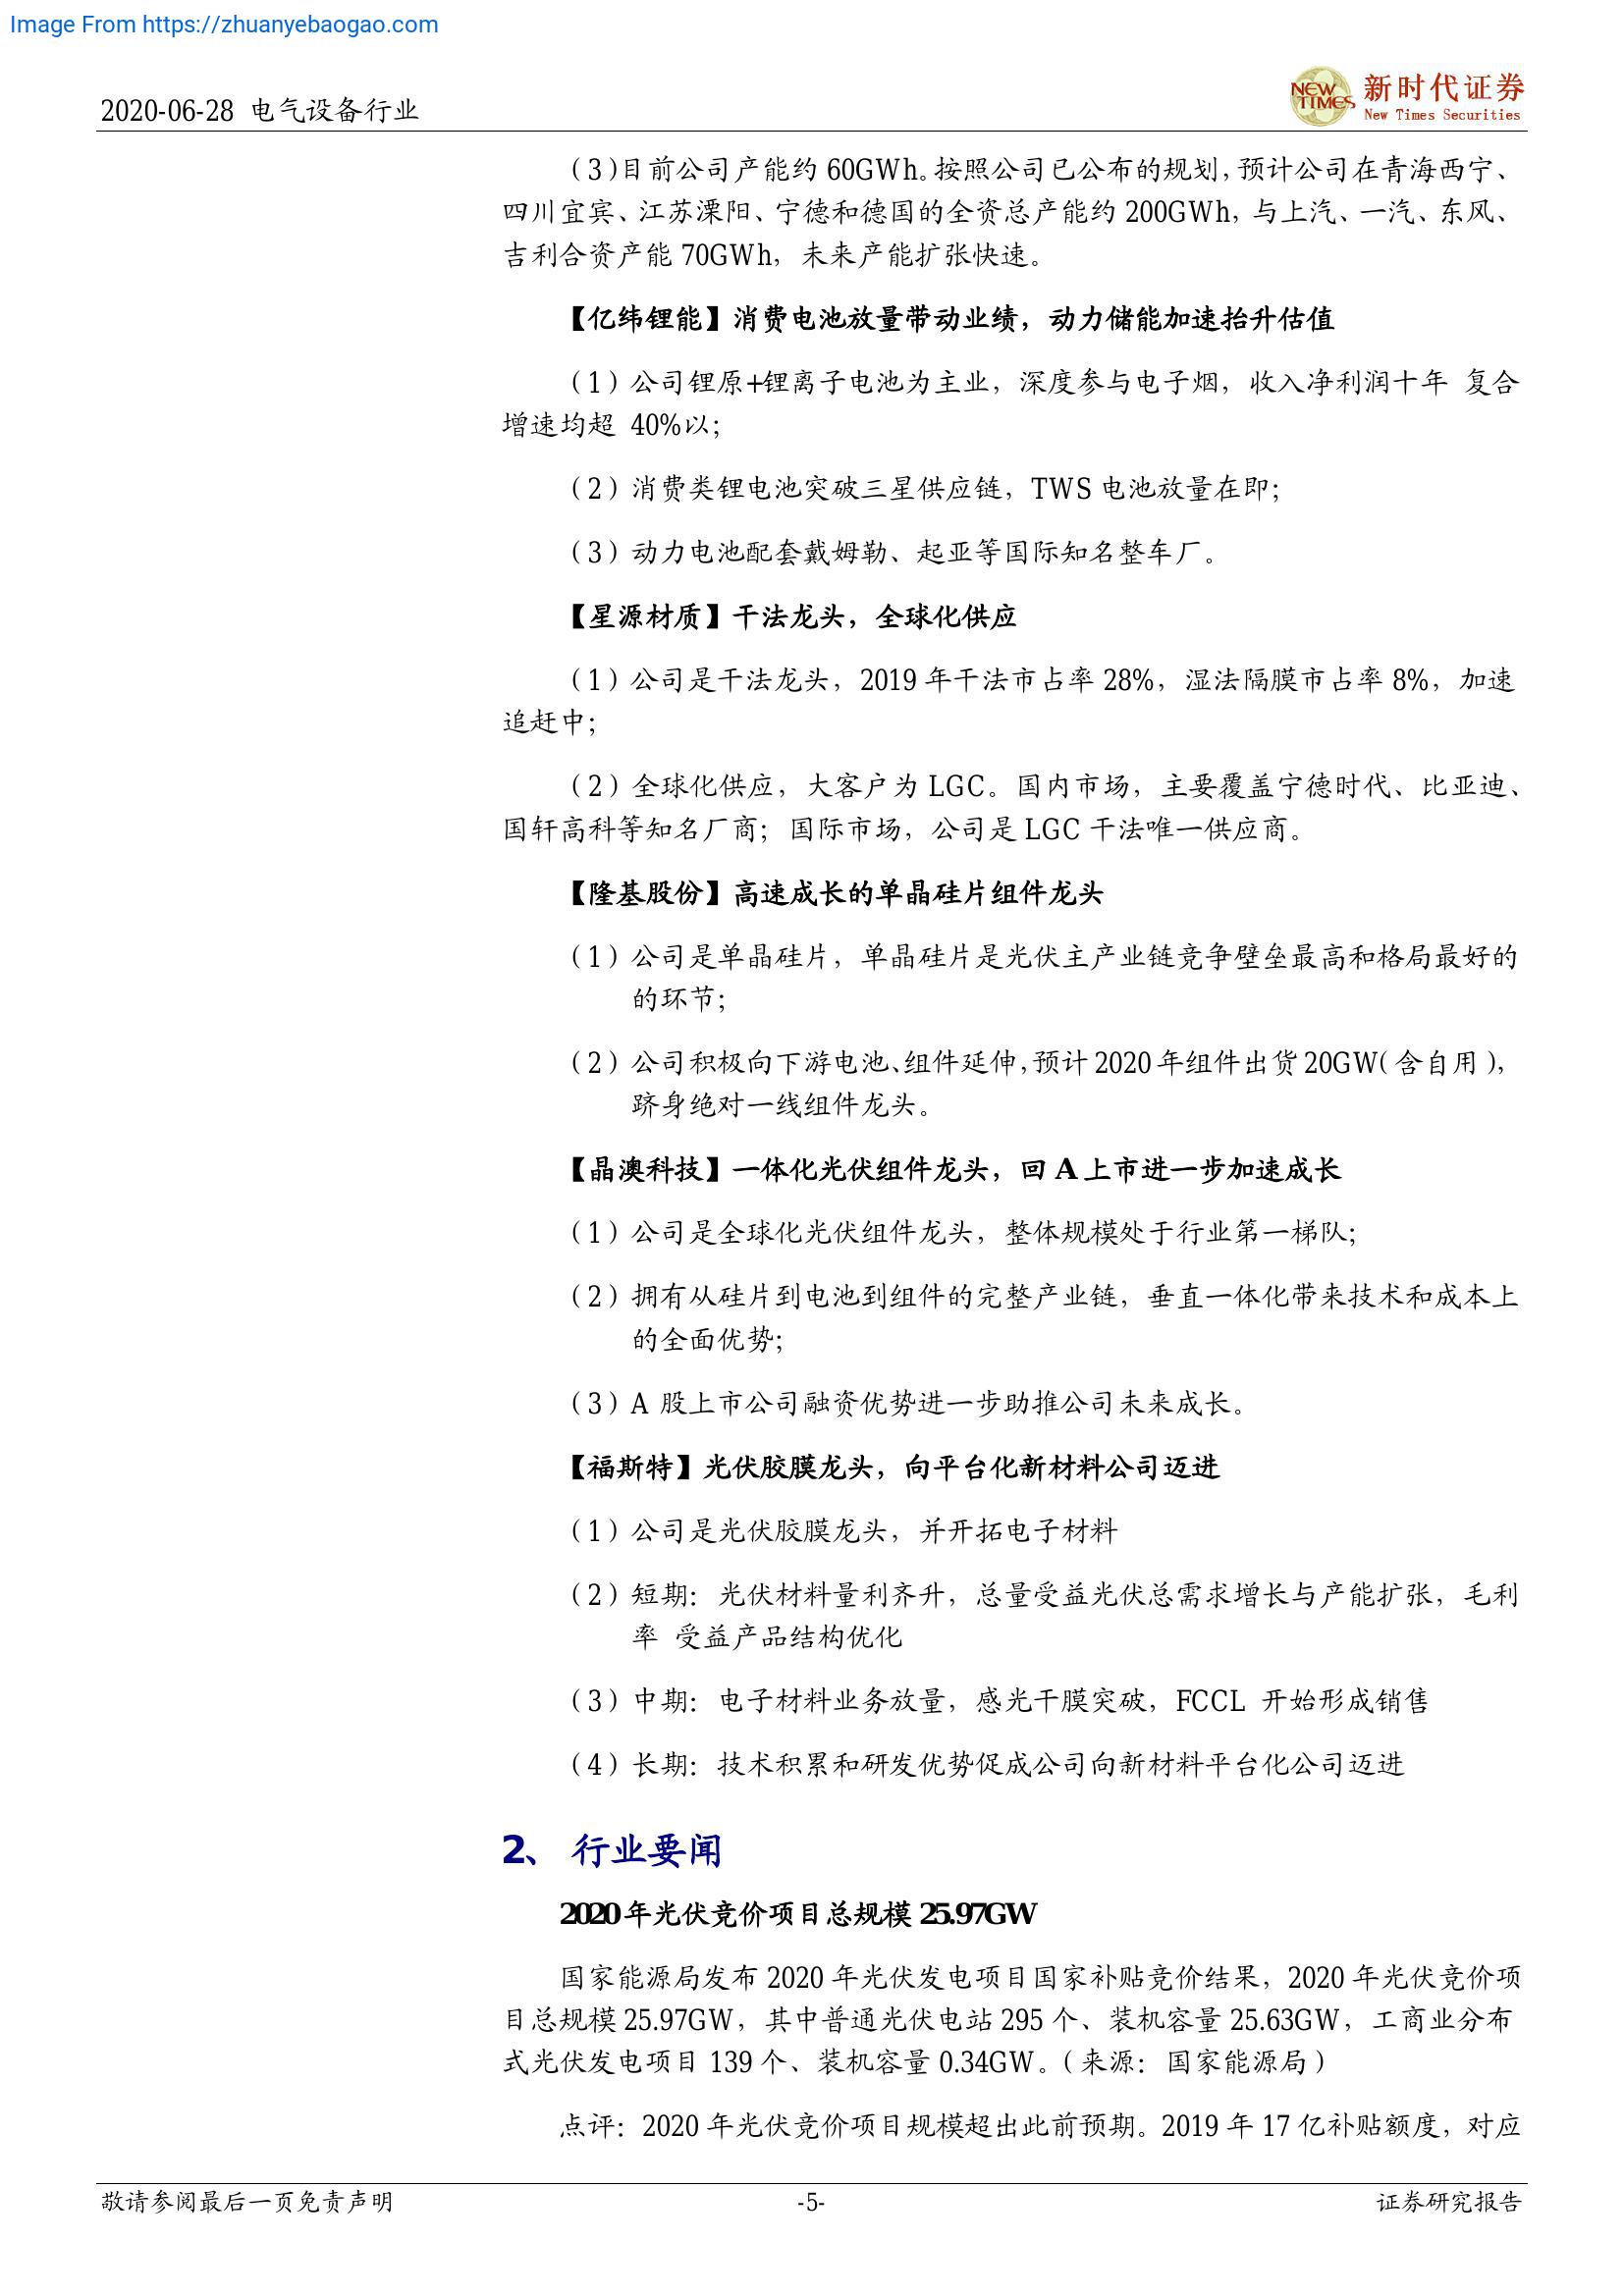 Image From https://zhuanyebaogao.com
2020-06-28 电气设备行业
NEW TIMES 新时代证券
New Times Securities
（3）目前公司产能约 60GWh。按照公司已公布的规划，预计公司在青海西宁、
四川宜宾、江苏溧阳、宁德和德国的全资总产能约 200GWh，与上汽、一汽、东风、
吉利合资产能 70GWh，未来产能扩张快速。
【亿纬锂能】消费电池放量带动业绩，动力储能加速抬升估值
（1）公司锂原+锂离子电池为主业，深度参与电子烟，收入净利润十年 复合
增速均超 40%以；
（2）消费类锂电池突破三星供应链，TWS 电池放量在即；
（3）动力电池配套戴姆勒、起亚等国际知名整车厂。
【星源材质】干法龙头，全球化供应
（1）公司是干法龙头，2019 年干法市占率 28%，湿法隔膜市占率 8%，加速
追赶中；
（2）全球化供应，大客户为 LGC。国内市场，主要覆盖宁德时代、比亚迪、
国轩高科等知名厂商；国际市场，公司是 LGC 干法唯一供应商。
【隆基股份】高速成长的单晶硅片组件龙头
（1）公司是单晶硅片，单晶硅片是光伏主产业链竞争壁垒最高和格局最好的
的环节；
（2）公司积极向下游电池、组件延伸，预计 2020 年组件出货 20GW（含自用），
跻身绝对一线组件龙头。
【晶澳科技】一体化光伏组件龙头，回 A 上市进一步加速成长
（1）公司是全球化光伏组件龙头，整体规模处于行业第一梯队；
（2）拥有从硅片到电池到组件的完整产业链，垂直一体化带来技术和成本上
的全面优势；
（3）A 股上市公司融资优势进一步助推公司未来成长。
【福斯特】光伏胶膜龙头，向平台化新材料公司迈进
（1）公司是光伏胶膜龙头，并开拓电子材料
（2）短期：光伏材料量利齐升，总量受益光伏总需求增长与产能扩张，毛利
率 受益产品结构优化
（3）中期：电子材料业务放量，感光干膜突破，FCCL 开始形成销售
（4）长期：技术积累和研发优势促成公司向新材料平台化公司迈进
2、 行业要闻
2020 年光伏竞价项目总规模 25.97GW
国家能源局发布 2020 年光伏发电项目国家补贴竞价结果，2020 年光伏竞价项
目总规模 25.97GW，其中普通光伏电站 295 个、装机容量 25.63GW，工商业分布
式光伏发电项目 139 个、装机容量 0.34GW。（来源：国家能源局）
点评：2020 年光伏竞价项目规模超出此前预期。2019 年 17 亿补贴额度，对应
敬请参阅最后一页免责声明
-5-
证券研究报告